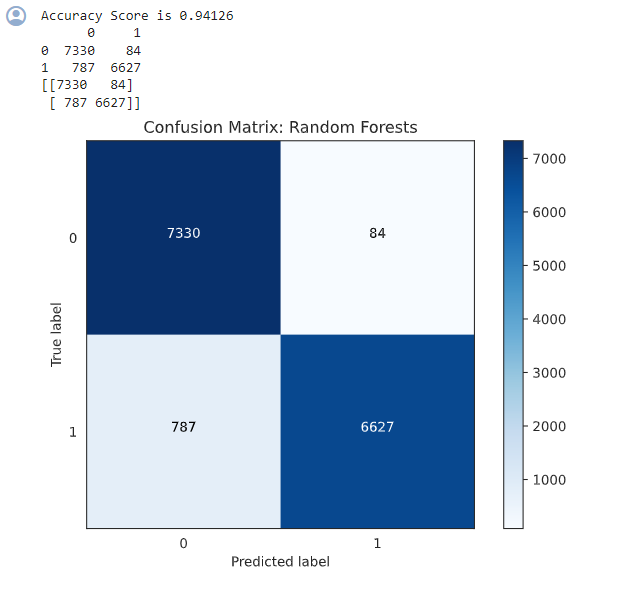 Accuracy Score is 0.94126
0 1
0 7330 84
1 787 6627
[[7330 84]
[ 787 6627]]
Confusion Matrix: Random Forests
7000
6000
5000
4000
3000
2000
1000
0
7330
84
True label
1
787
6627
0 1
Predicted label